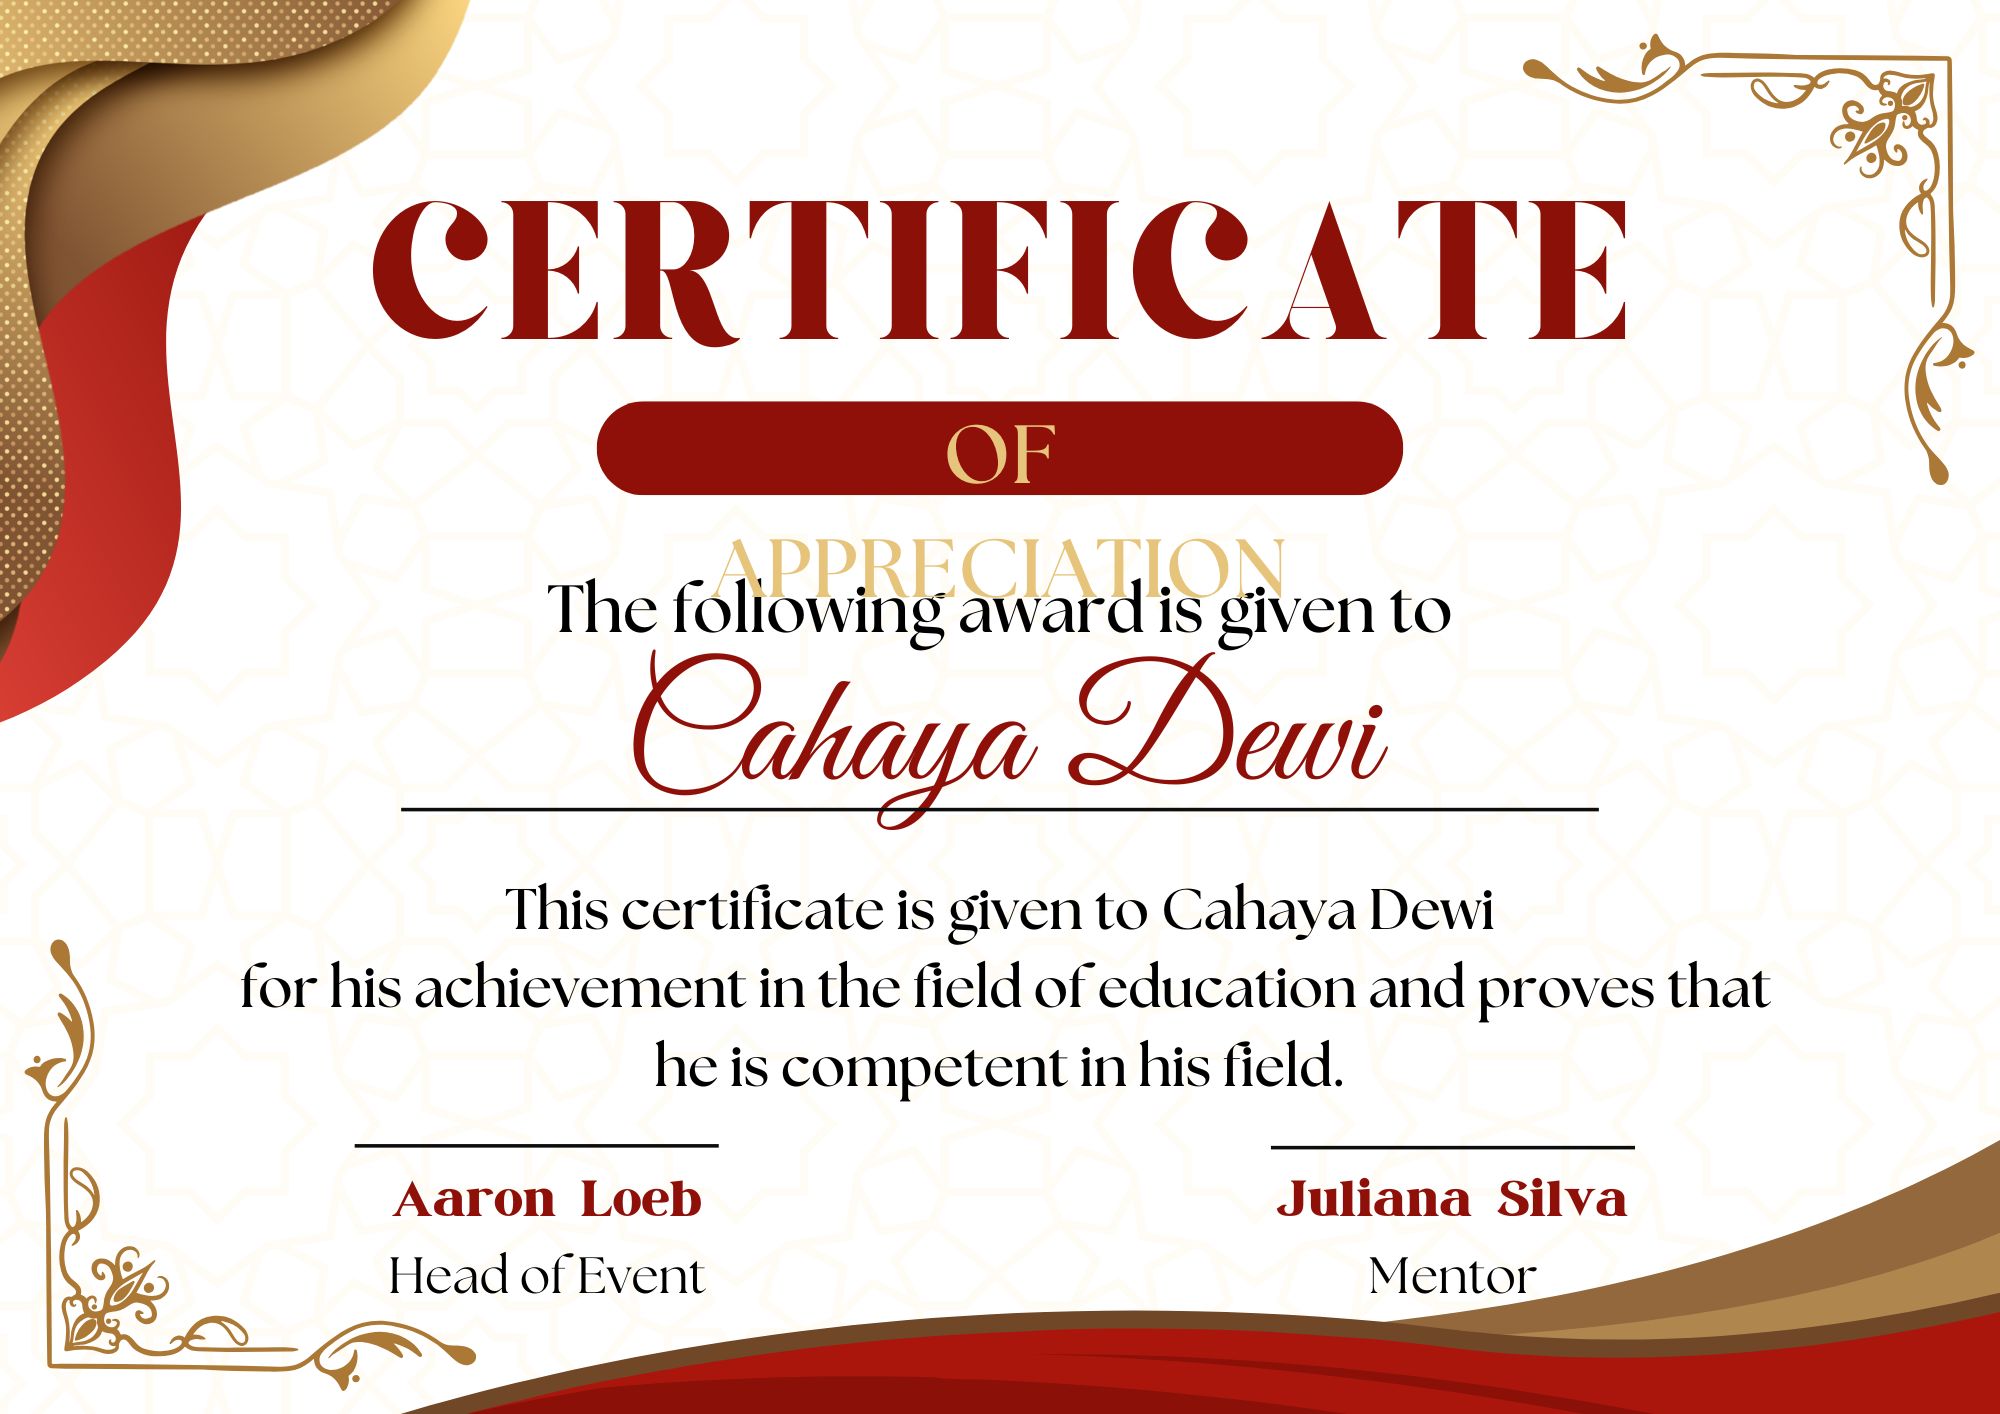 CERTIFICATE
OF
APPRECIATION
The following award is given to
Cahaya Dewi
This certificate is given to Cahaya Dewi
for his achievement in the field of education and proves that
he is competent in his field.
Aaron Loeb
Head of Event
Juliana Silva
Mentor